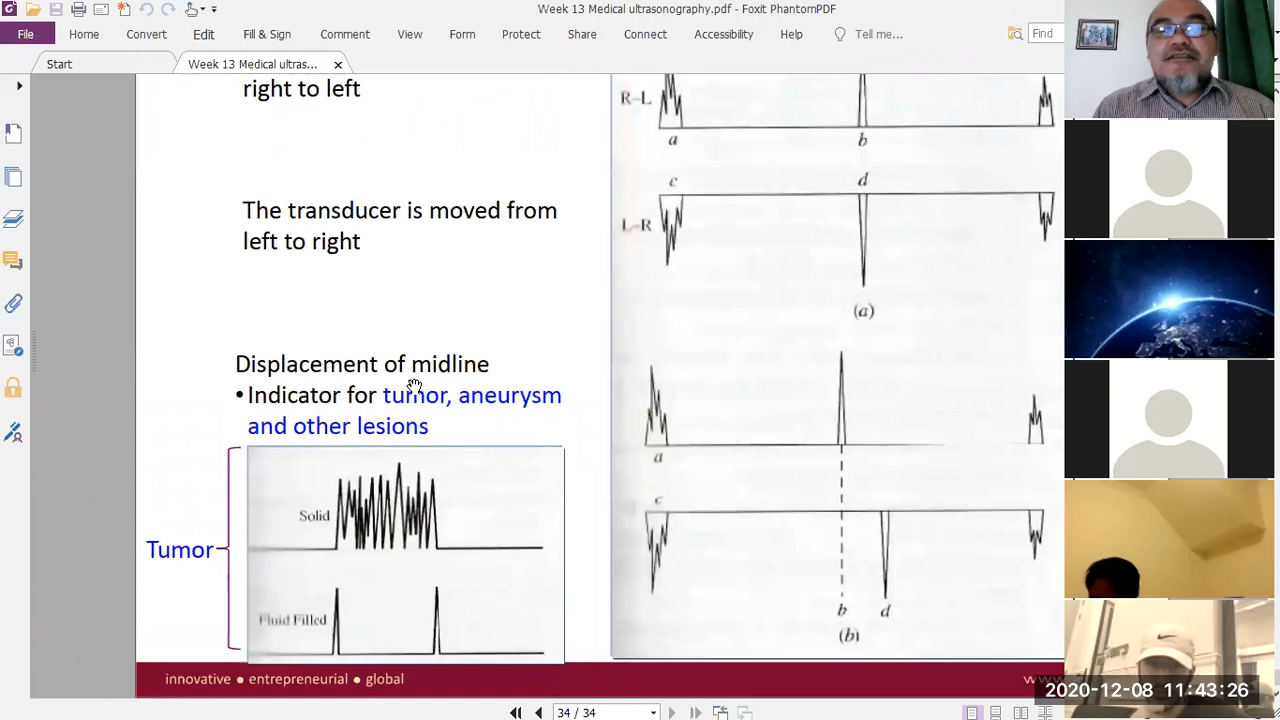 Week 13 Medical ultrasonography.pdf - Foxit PhantomPDF
File Home Convert Edit Fill & Sign Comment View Form Protect Share Connect Accessibility Help Tell me... Find
Start Week 13 Medical ultras... ×
right to left
The transducer is moved from
left to right
Displacement of midline
• Indicator for tumor, aneurysm
and other lesions
Tumor
Solid
Fluid Filled
R–L
a b
c d
L–R
(a)
a
c
b d
(b)
innovative ● entrepreneurial ● global
2020-12-08 11:43:26
34 / 34